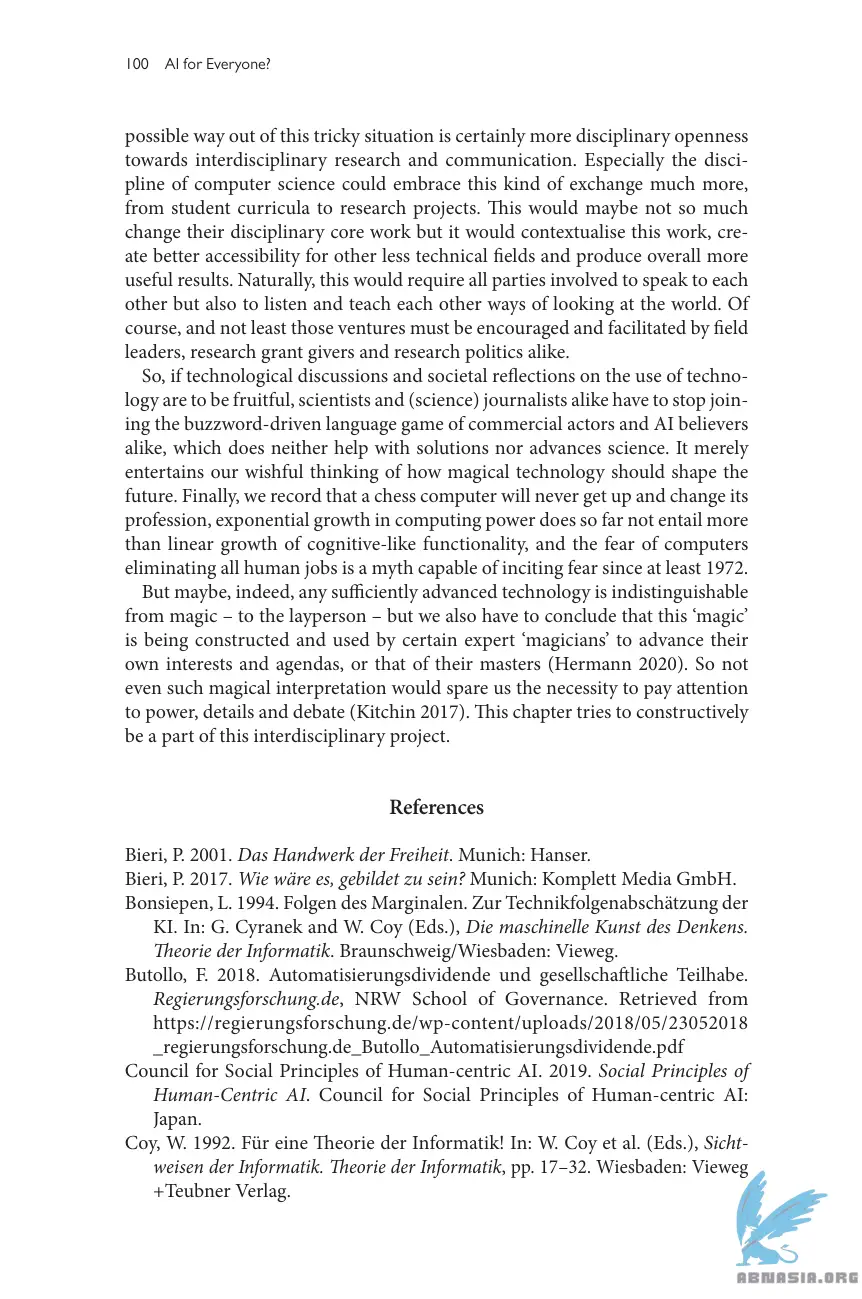 100 AI for Everyone?
possible way out of this tricky situation is certainly more disciplinary openness
towards interdisciplinary research and communication. Especially the disci-
pline of computer science could embrace this kind of exchange much more,
from student curricula to research projects. This would maybe not so much
change their disciplinary core work but it would contextualise this work, cre-
ate better accessibility for other less technical fields and produce overall more
useful results. Naturally, this would require all parties involved to speak to each
other but also to listen and teach each other ways of looking at the world. Of
course, and not least those ventures must be encouraged and facilitated by field
leaders, research grant givers and research politics alike.
So, if technological discussions and societal reflections on the use of techno-
logy are to be fruitful, scientists and (science) journalists alike have to stop join-
ing the buzzword-driven language game of commercial actors and AI believers
alike, which does neither help with solutions nor advances science. It merely
entertains our wishful thinking of how magical technology should shape the
future. Finally, we record that a chess computer will never get up and change its
profession, exponential growth in computing power does so far not entail more
than linear growth of cognitive-like functionality, and the fear of computers
eliminating all human jobs is a myth capable of inciting fear since at least 1972.
But maybe, indeed, any sufficiently advanced technology is indistinguishable
from magic – to the layperson – but we also have to conclude that this ‘magic’
is being constructed and used by certain expert ‘magicians’ to advance their
own interests and agendas, or that of their masters (Hermann 2020). So not
even such magical interpretation would spare us the necessity to pay attention
to power, details and debate (Kitchin 2017). This chapter tries to constructively
be a part of this interdisciplinary project.
References
Bieri, P. 2001. Das Handwerk der Freiheit. Munich: Hanser.
Bieri, P. 2017. Wie wäre es, gebildet zu sein? Munich: Komplett Media GmbH.
Bonsiepen, L. 1994. Folgen des Marginalen. Zur Technikfolgenabschätzung der
KI. In: G. Cyranek and W. Coy (Eds.), Die maschinelle Kunst des Denkens.
Theorie der Informatik. Braunschweig/Wiesbaden: Vieweg.
Butollo, F. 2018. Automatisierungsdividende und gesellschaftliche Teilhabe.
Regierungsforschung.de, NRW School of Governance. Retrieved from
https://regierungsforschung.de/wp-content/uploads/2018/05/23052018
_regierungsforschung.de_Butollo_Automatisierungsdividende.pdf
Council for Social Principles of Human-centric AI. 2019. Social Principles of
Human-Centric AI. Council for Social Principles of Human-centric AI:
Japan.
Coy, W. 1992. Für eine Theorie der Informatik! In: W. Coy et al. (Eds.), Sicht-
weisen der Informatik. Theorie der Informatik, pp. 17–32. Wiesbaden: Vieweg
+Teubner Verlag.
ABNASIA.ORG